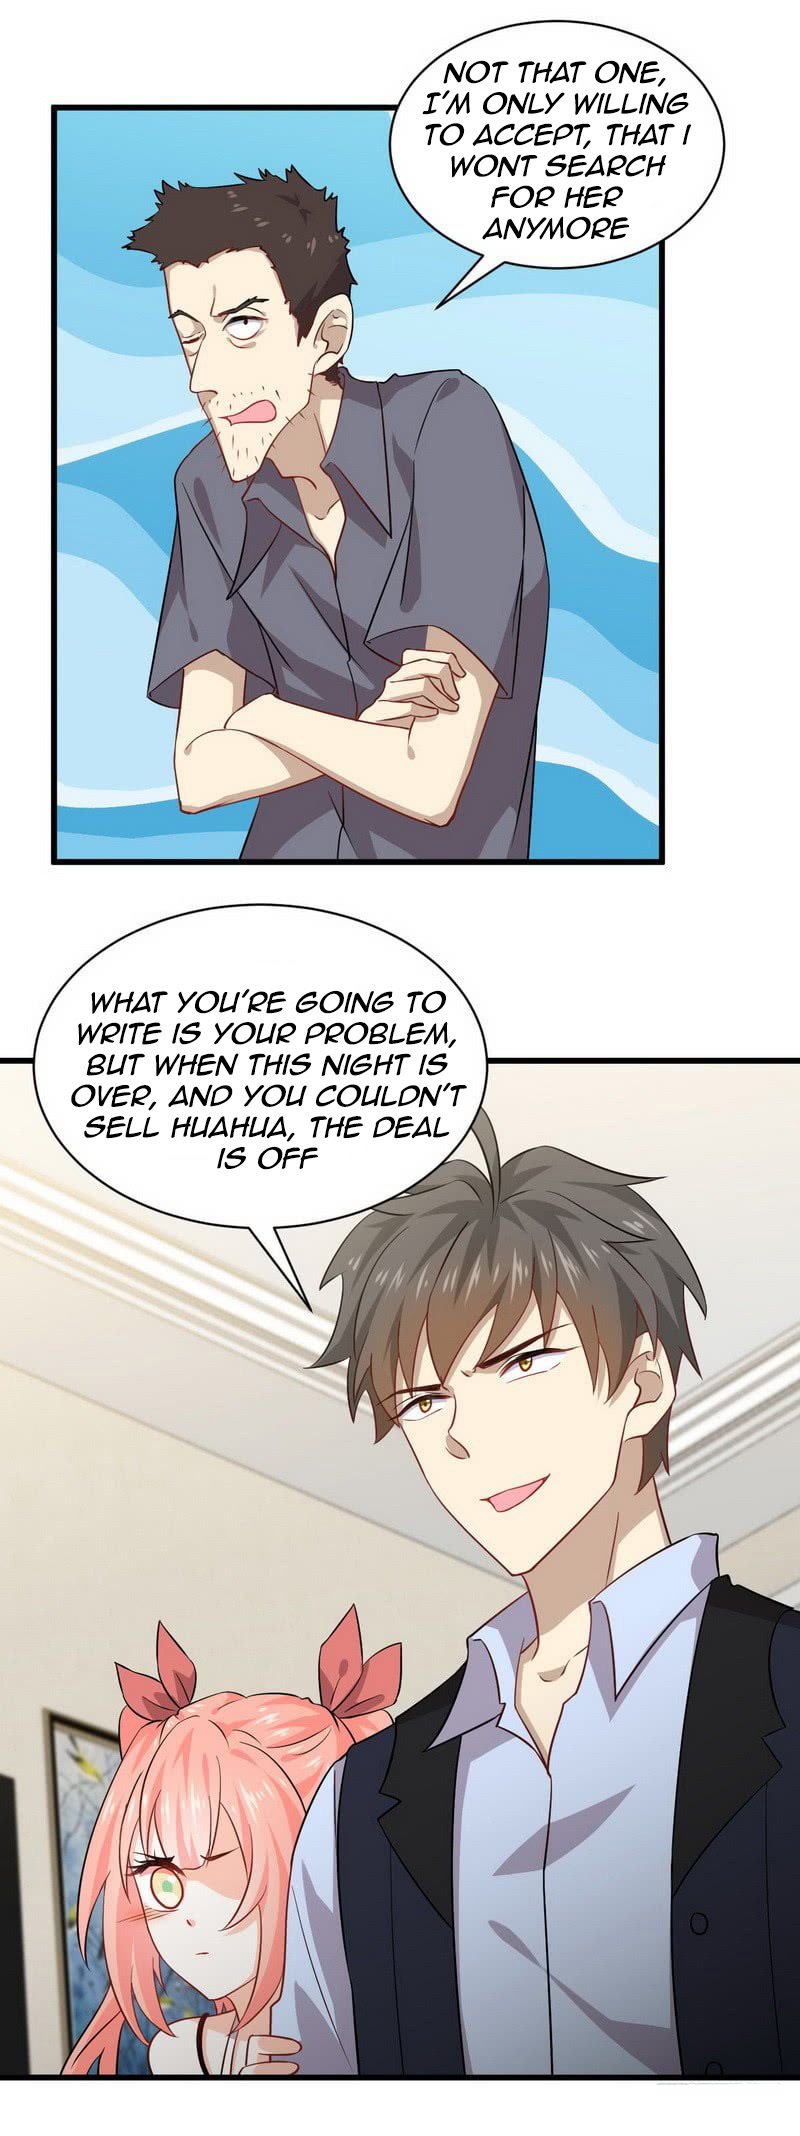 NOT THAT ONE,
I'M ONLY WILLING
TO ACCEPT, THAT I
WONT SEARCH
FOR HER
ANYMORE
WHAT YOU'RE GOING TO
WRITE IS YOUR PROBLEM,
BUT WHEN THIS NIGHT IS
OVER, AND YOU COULDN'T
SELL HUAHUA, THE DEAL
IS OFF